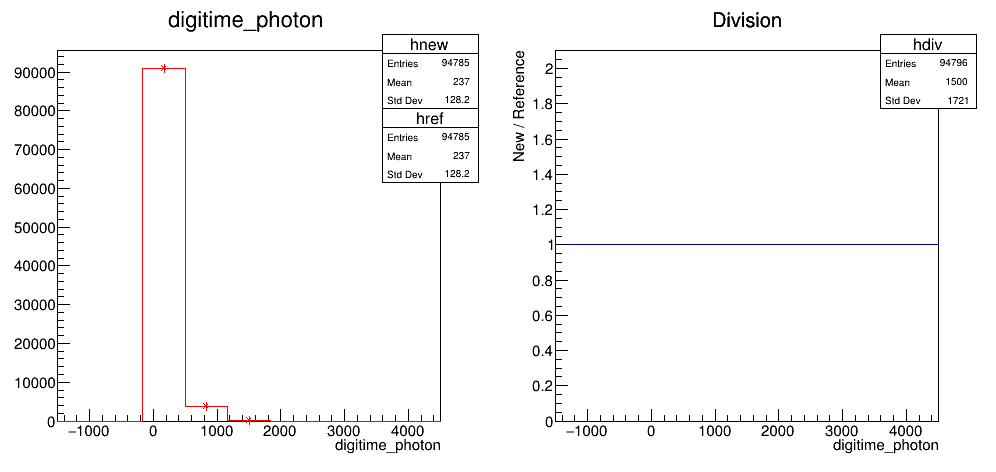 digitime_photon
hnew
Entries 94785
Mean 237
Std Dev 128.2
href
Entries 94785
Mean 237
Std Dev 128.2
90000
80000
70000
60000
50000
40000
30000
20000
10000
0
−1000 0 1000 2000 3000 4000
digitime_photon
Division
hdiv
Entries 94796
Mean 1500
Std Dev 1721
New / Reference
2
1.8
1.6
1.4
1.2
1
0.8
0.6
0.4
0.2
0
−1000 0 1000 2000 3000 4000
digitime_photon